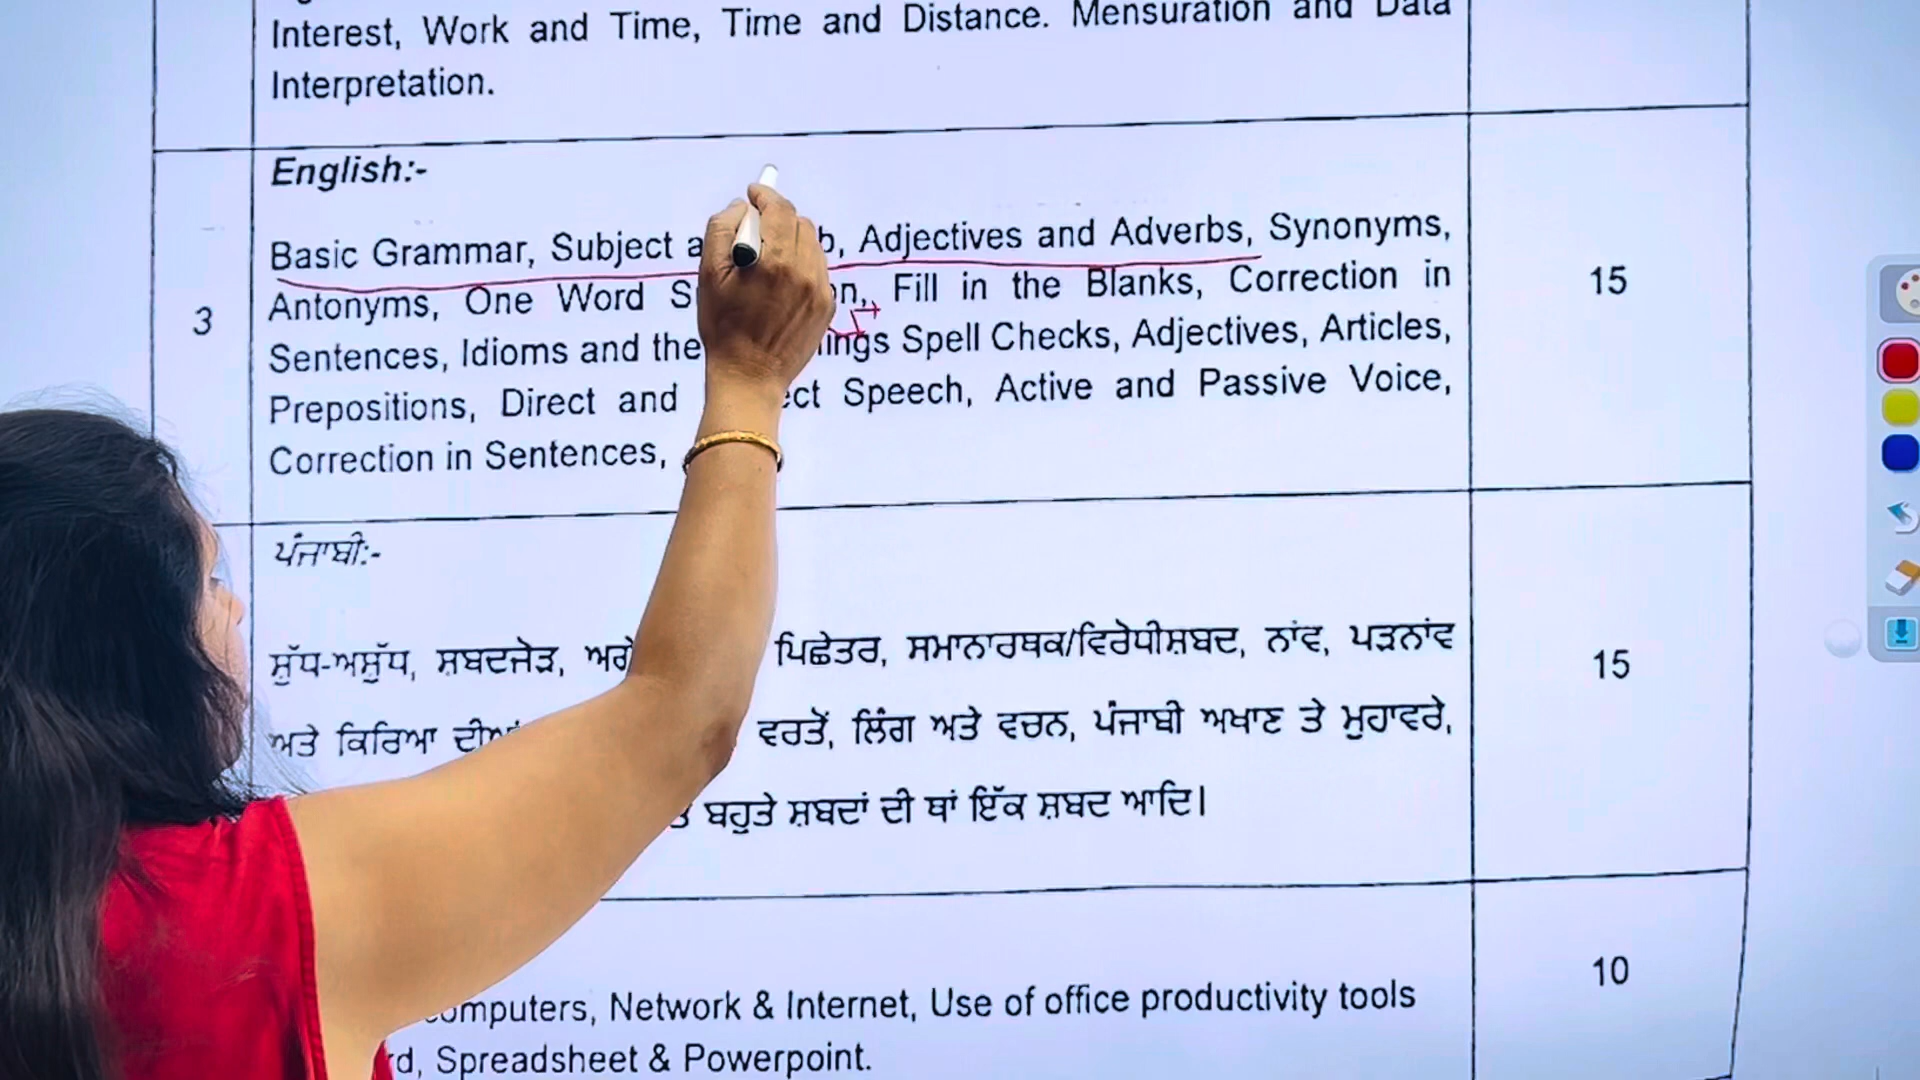 Interest, Work and Time, Time and Distance. Mensuration and Data
Interpretation.
English:-
Basic Grammar, Subject Adjectives and Adverbs, Synonyms,
Antonyms, One Word Fill in the Blanks, Correction in
3
15
Sentences, Idioms and Spell Checks, Adjectives, Articles,
Prepositions, Direct and Speech, Active and Passive Voice,
Correction in Sentences,
ਪੰਜਾਬੀ:-
ਸ਼ੁੱਧ-ਅਸ਼ੁੱਧ, ਸ਼ਬਦਜੋੜ, ਪਿਛੇਤਰ, ਸਮਾਨਾਰਥਕ/ਵਿਰੋਧੀਸ਼ਬਦ, ਨਾਂਵ, ਪੜਨਾਂਵ
15
ਅਤੇ ਕਿਰਿਆ ਵਰਤੋਂ, ਲਿੰਗ ਅਤੇ ਵਚਨ, ਪੰਜਾਬੀ ਅਖਾਣ ਤੇ ਮੁਹਾਵਰੇ,
ਬਹੁਤੇ ਸ਼ਬਦਾਂ ਦੀ ਥਾਂ ਇੱਕ ਸ਼ਬਦ ਆਦਿ।
10
Network & Internet, Use of office productivity tools
Spreadsheet & Powerpoint.